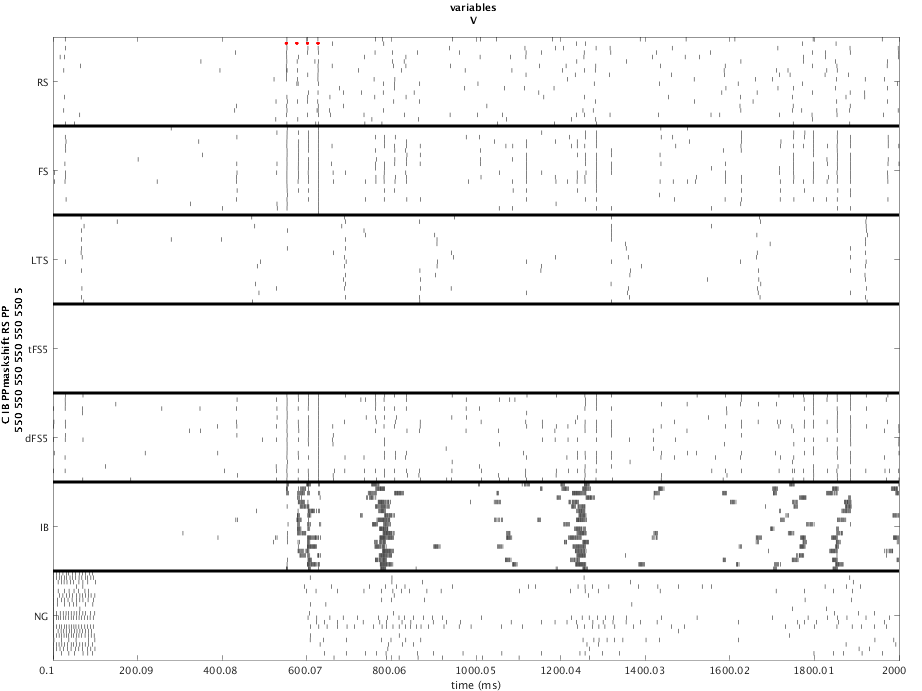 variables
V
RS
FS
LTS
tFS5
dFS5
IB
NG
C IB PPmaskshift RS PP
550 550 550 550 550 550 5
0.1 200.09 400.08 600.07 800.06 1000.05 1200.04 1400.03 1600.02 1800.01 2000
time (ms)